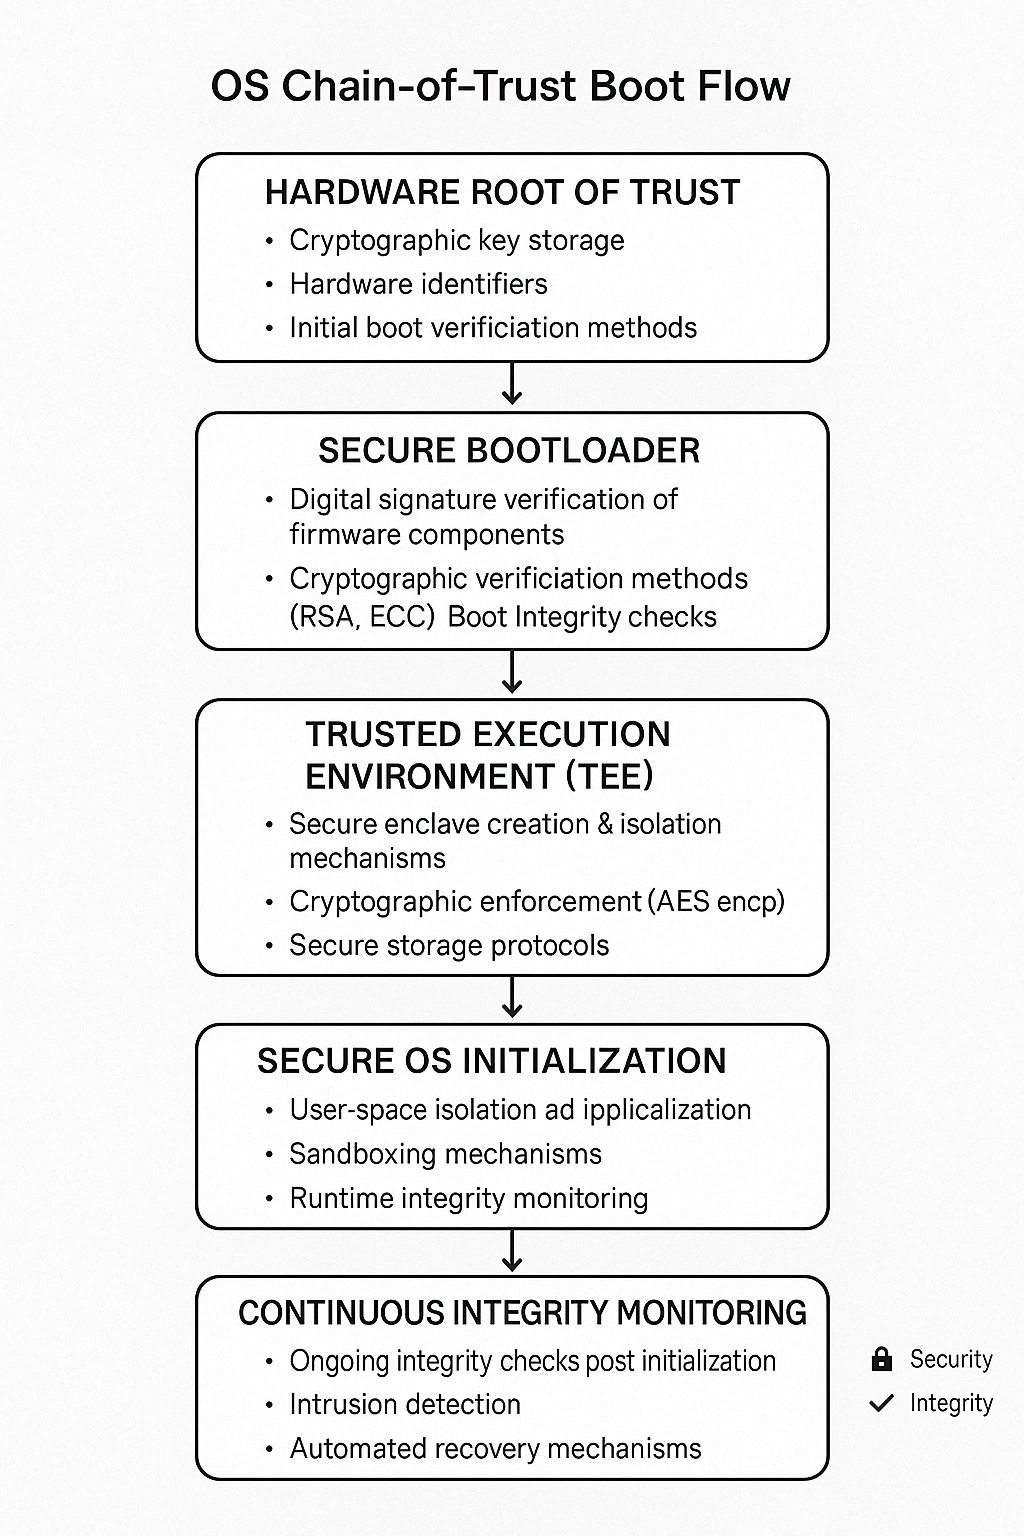 OS Chain-of-Trust Boot Flow
HARDWARE ROOT OF TRUST
• Cryptographic key storage
• Hardware identifiers
• Initial boot verificiation methods
SECURE BOOTLOADER
• Digital signature verification of
firmware components
• Cryptographic verificiation methods
(RSA, ECC) Boot Integrity checks
TRUSTED EXECUTION
ENVIRONMENT (TEE)
• Secure enclave creation & isolation
mechanisms
• Cryptographic enforcement (AES encp)
• Secure storage protocols
SECURE OS INITIALIZATION
• User-space isolation ad ipplicalization
• Sandboxing mechanisms
• Runtime integrity monitoring
CONTINUOUS INTEGRITY MONITORING
• Ongoing integrity checks post initialization
• Intrusion detection
• Automated recovery mechanisms
Security
Integrity